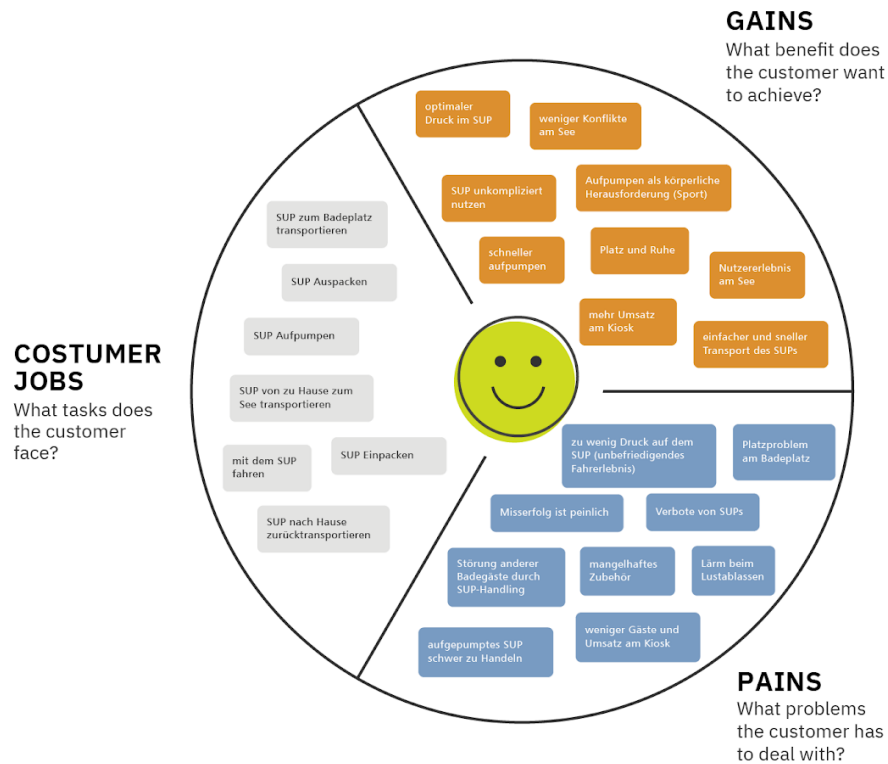 GAINS
What benefit does
the customer want
to achieve?
optimaler
Druck im SUP
weniger Konflikte
am See
SUP unkompliziert
nutzen
Aufpumpen als körperliche
Herausforderung (Sport)
schneller
aufpumpen
Platz und Ruhe
Nutzererlebnis
am See
mehr Umsatz
am Kiosk
einfacher und sneller
Transport des SUPs
COSTUMER
JOBS
What tasks does
the customer
face?
SUP zum Badeplatz
transportieren
SUP Auspacken
SUP Aufpumpen
SUP von zu Hause zum
See transportieren
mit dem SUP
fahren
SUP Einpacken
SUP nach Hause
zurücktransportieren
zu wenig Druck auf dem
SUP (unbefriedigendes
Fahrerlebnis)
Platzproblem
am Badeplatz
Misserfolg ist peinlich
Verbote von SUPs
Störung anderer
Badegäste durch
SUP-Handling
mangelhaftes
Zubehör
Lärm beim
Lustablassen
aufgepumptes SUP
schwer zu Handeln
weniger Gäste und
Umsatz am Kiosk
PAINS
What problems
the customer has
to deal with?